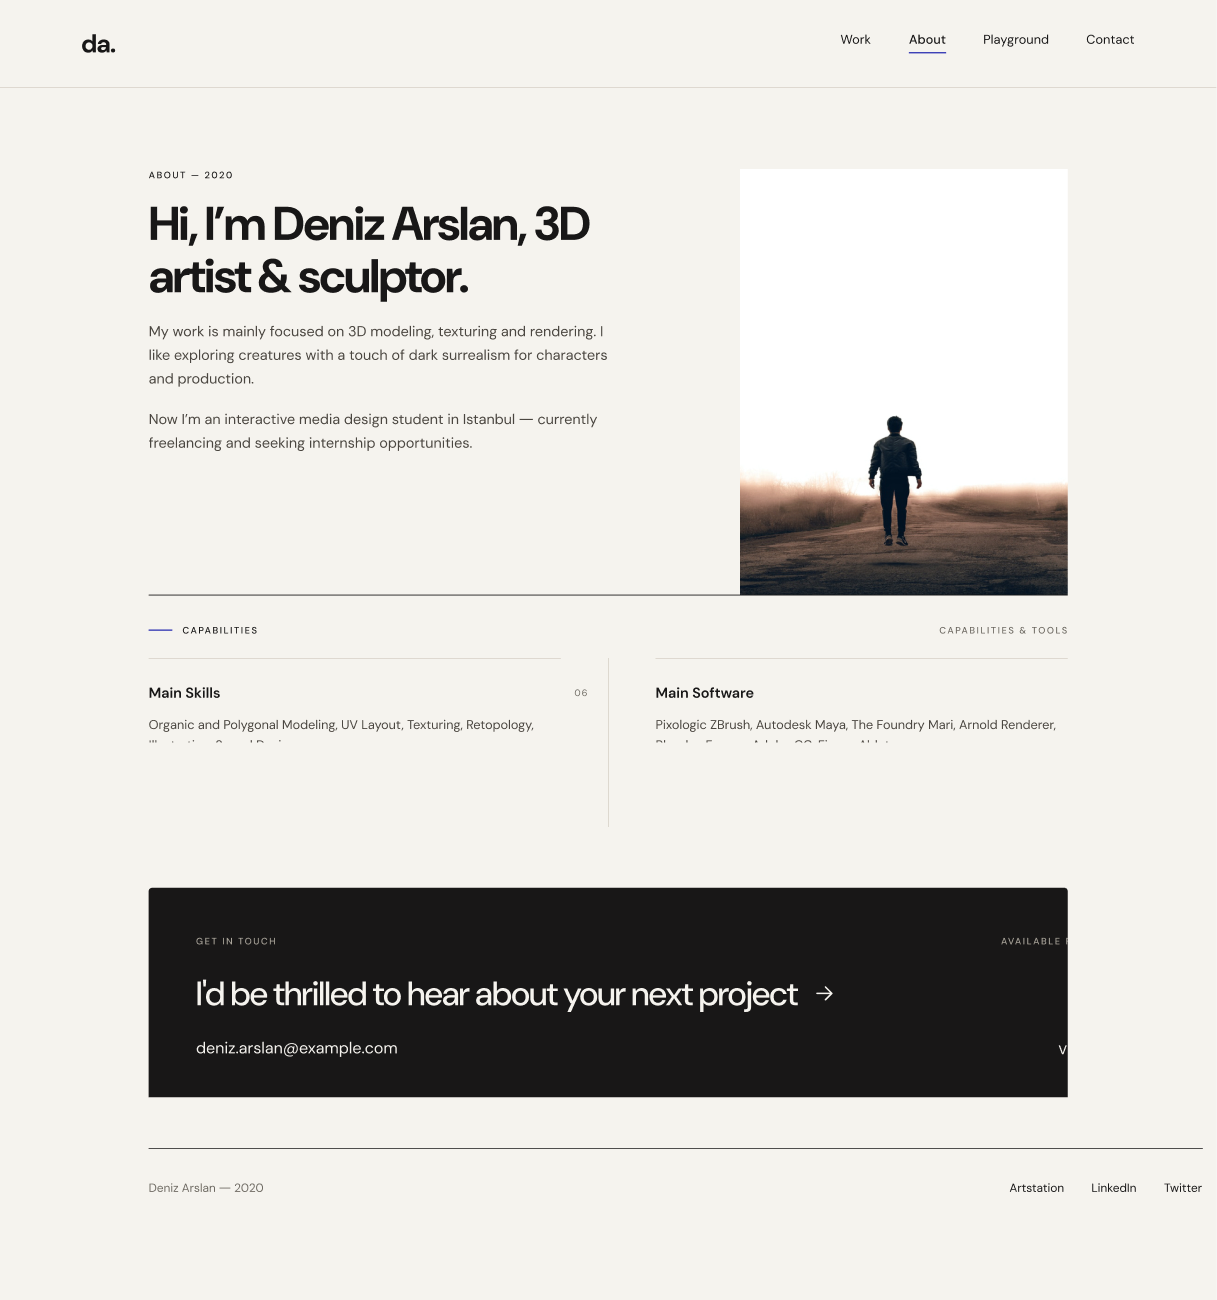 da.
Work About Playground Contact
ABOUT — 2020
Hi, I’m Deniz Arslan, 3D
artist & sculptor.
My work is mainly focused on 3D modeling, texturing and rendering. I
like exploring creatures with a touch of dark surrealism for characters
and production.
Now I’m an interactive media design student in Istanbul — currently
freelancing and seeking internship opportunities.
CAPABILITIES
CAPABILITIES & TOOLS
Main Skills 06
Organic and Polygonal Modeling, UV Layout, Texturing, Retopology,
Main Software
Pixologic ZBrush, Autodesk Maya, The Foundry Mari, Arnold Renderer,
GET IN TOUCH
AVAILABLE
I'd be thrilled to hear about your next project →
deniz.arslan@example.com
Deniz Arslan — 2020
Artstation LinkedIn Twitter